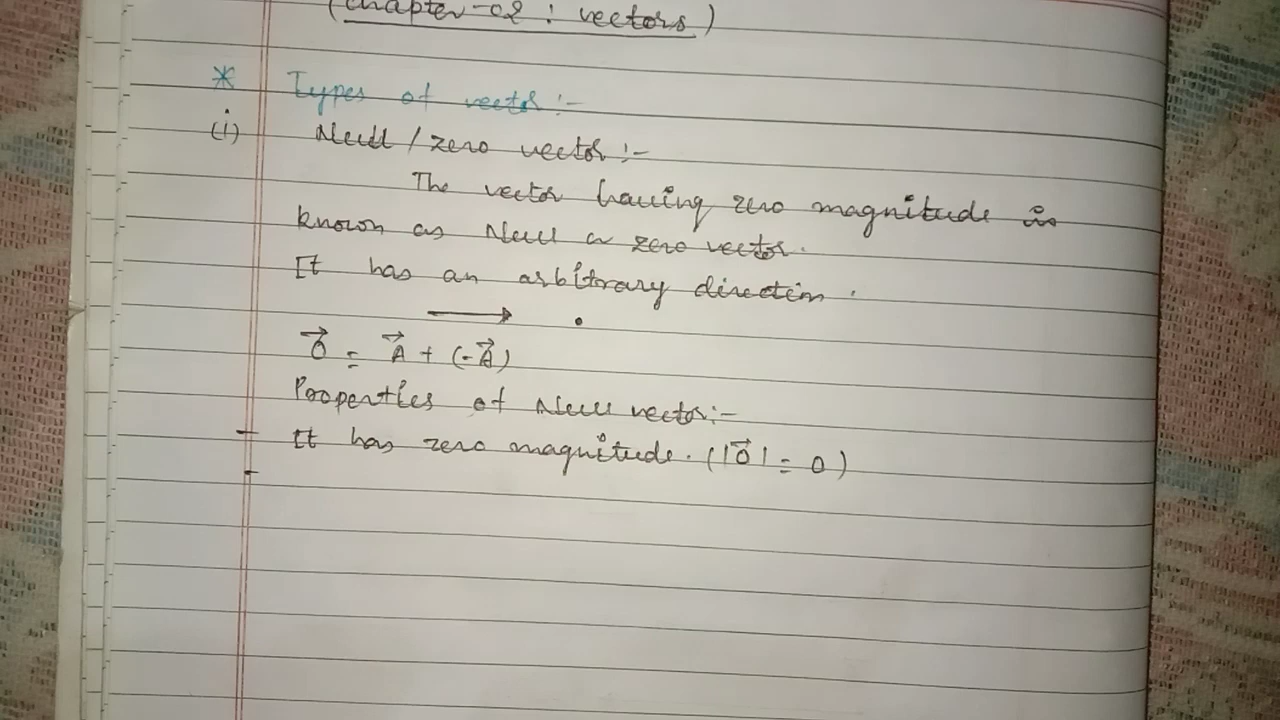 (Chapter-02 : vectors)
* Types of vector :-
(i) Null / zero vector :-
The vector having zero magnitude is
known as Null or zero vector.
It has an arbitrary direction .
→ .
0⃗ = A⃗ + (-A⃗)
Properties of Null vector:-
- It has zero magnitude. (|0⃗| = 0)
-